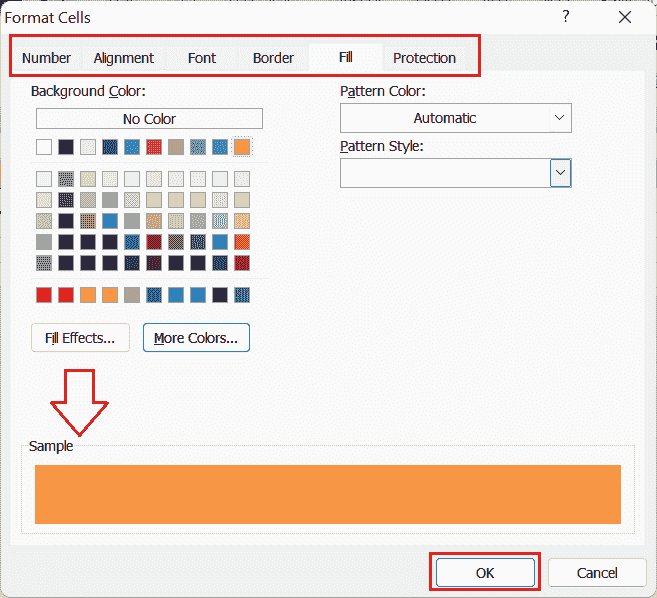 Format Cells ?
Number Alignment Font Border Fill Protection
Background Color:
No Color
Pattern Color:
Automatic
Pattern Style:
Fill Effects... More Colors...
Sample
OK Cancel